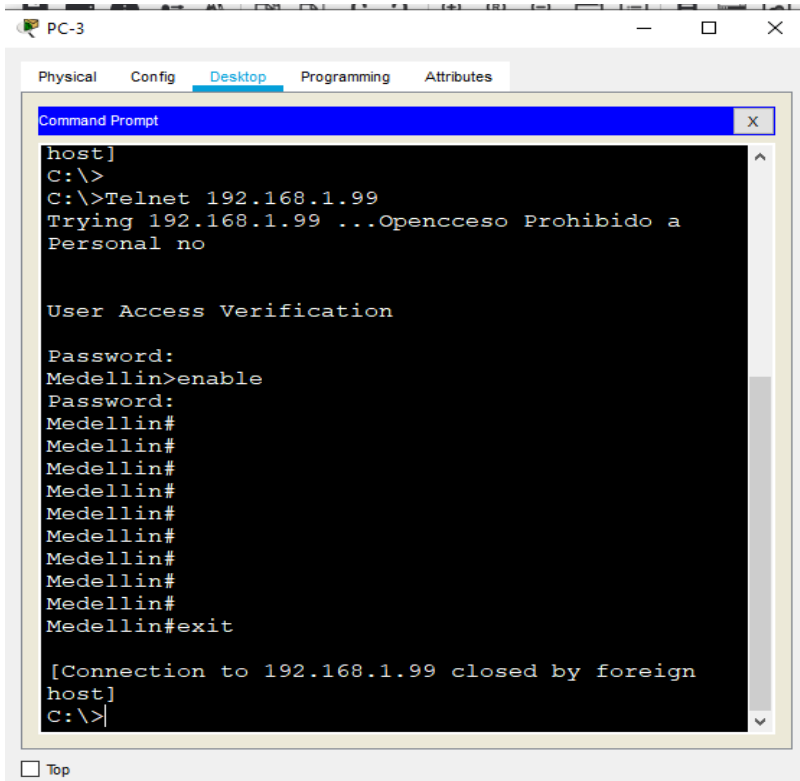 PC-3
Physical Config Desktop Programming Attributes
Command Prompt
X
host]
C:\>
C:\>Telnet 192.168.1.99
Trying 192.168.1.99 ...Opencceso Prohibido a
Personal no
User Access Verification
Password:
Medellin>enable
Password:
Medellin#
Medellin#
Medellin#
Medellin#
Medellin#
Medellin#
Medellin#
Medellin#
Medellin#
Medellin#exit
[Connection to 192.168.1.99 closed by foreign
host]
C:\>
Top